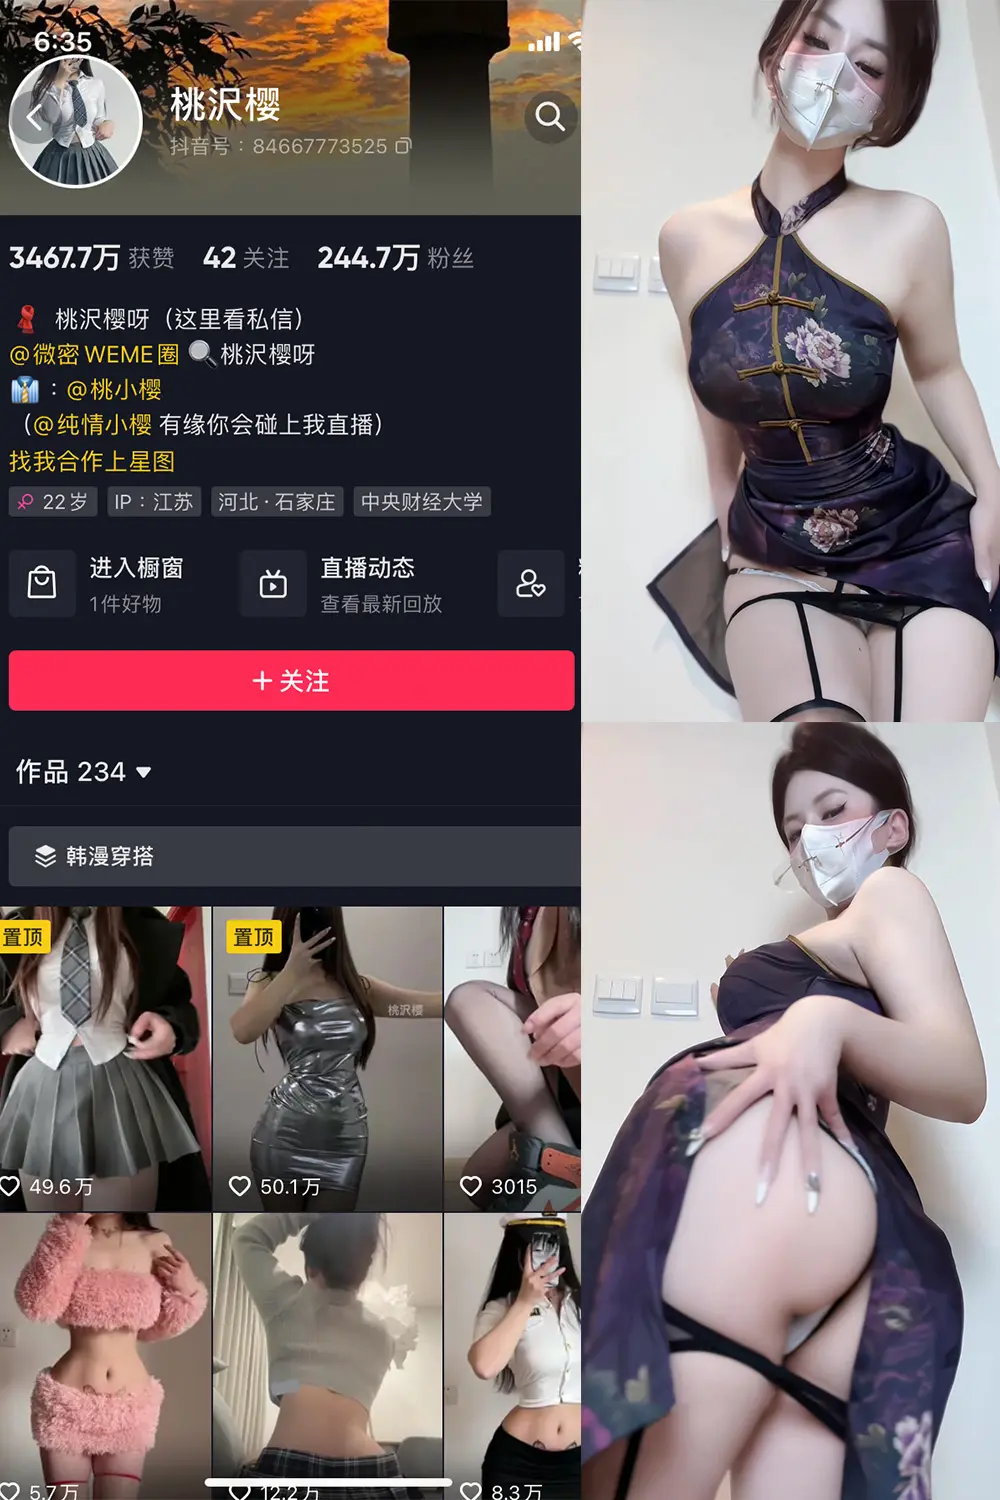 6:35
桃沢樱
抖音号：84667773525
3467.7万 获赞 42 关注 244.7万 粉丝
桃沢樱呀（这里看私信）
@微密 WEME圈 🔍桃沢樱呀
：@桃小樱
（@纯情小樱 有缘你会碰上我直播）
找我合作上星图
22岁 IP：江苏 河北·石家庄 中央财经大学
进入橱窗 直播动态
1件好物 查看最新回放
+ 关注
作品 234
韩漫穿搭
置顶 置顶
桃沢樱
49.6万 50.1万 3015
5.7万 12.2万 8.3万